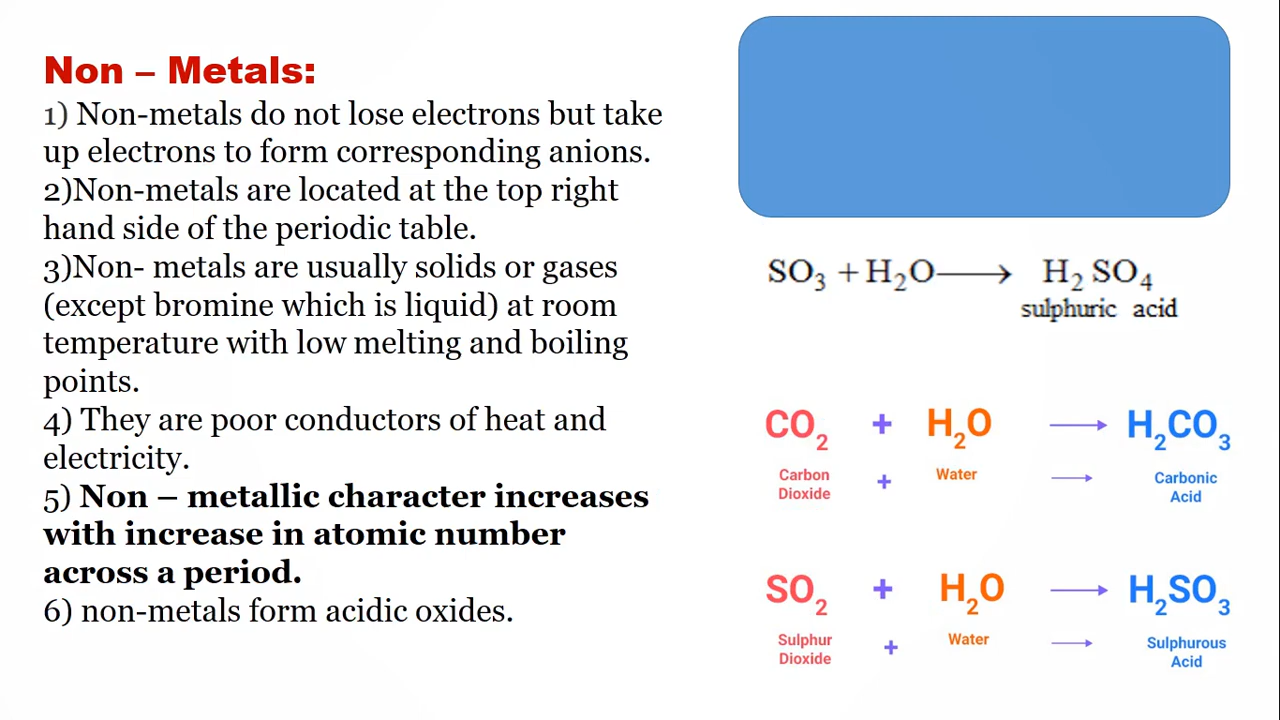 Non – Metals:
1) Non-metals do not lose electrons but take
up electrons to form corresponding anions.
2)Non-metals are located at the top right
hand side of the periodic table.
3)Non- metals are usually solids or gases
(except bromine which is liquid) at room
temperature with low melting and boiling
points.
4) They are poor conductors of heat and
electricity.
5) Non – metallic character increases
with increase in atomic number
across a period.
6) non-metals form acidic oxides.
SO₃ + H₂O ⟶ H₂ SO₄
sulphuric acid
CO₂ + H₂O → H₂CO₃
Carbon + Water → Carbonic
Dioxide Acid
SO₂ + H₂O → H₂SO₃
Sulphur + Water → Sulphurous
Dioxide Acid